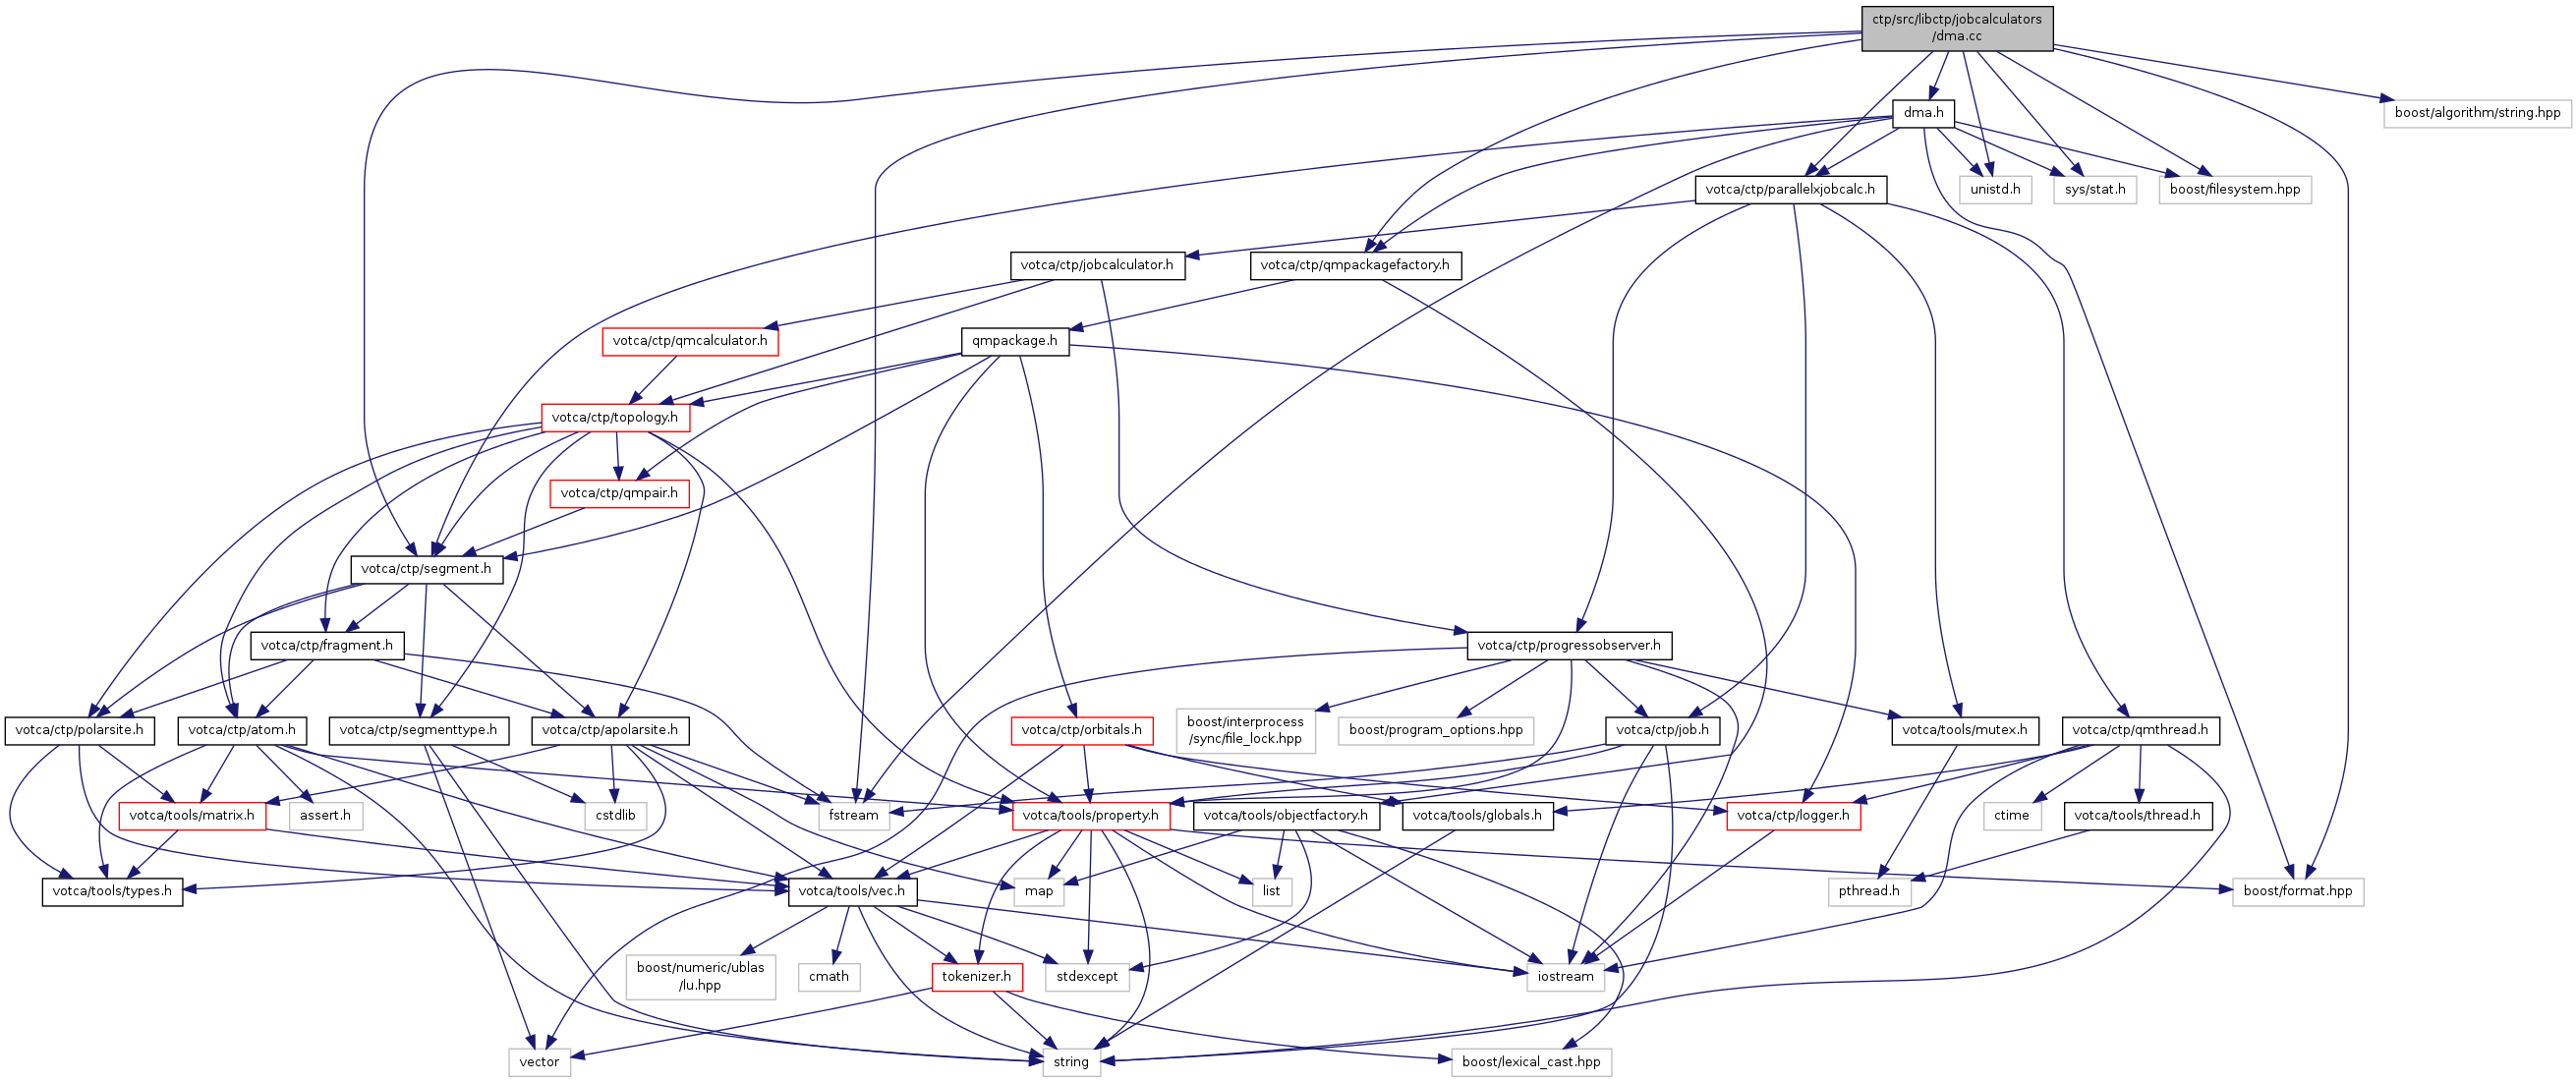 ctp/src/libctp/jobcalculators
/dma.cc
dma.h
boost/algorithm/string.hpp
votca/ctp/parallelxjobcalc.h
unistd.h
sys/stat.h
boost/filesystem.hpp
votca/ctp/jobcalculator.h
votca/ctp/qmpackagefactory.h
votca/ctp/qmcalculator.h
qmpackage.h
votca/ctp/topology.h
votca/ctp/qmpair.h
votca/ctp/segment.h
votca/ctp/fragment.h
votca/ctp/progressobserver.h
votca/ctp/polarsite.h
votca/ctp/atom.h
votca/ctp/segmenttype.h
votca/ctp/apolarsite.h
votca/ctp/orbitals.h
boost/interprocess
/sync/file_lock.hpp
boost/program_options.hpp
votca/ctp/job.h
votca/tools/mutex.h
votca/ctp/qmthread.h
votca/tools/matrix.h
assert.h
cstdlib
fstream
votca/tools/property.h
votca/tools/objectfactory.h
votca/tools/globals.h
votca/ctp/logger.h
ctime
votca/tools/thread.h
votca/tools/types.h
votca/tools/vec.h
map
list
pthread.h
boost/format.hpp
boost/numeric/ublas
/lu.hpp
cmath
tokenizer.h
stdexcept
iostream
vector
string
boost/lexical_cast.hpp